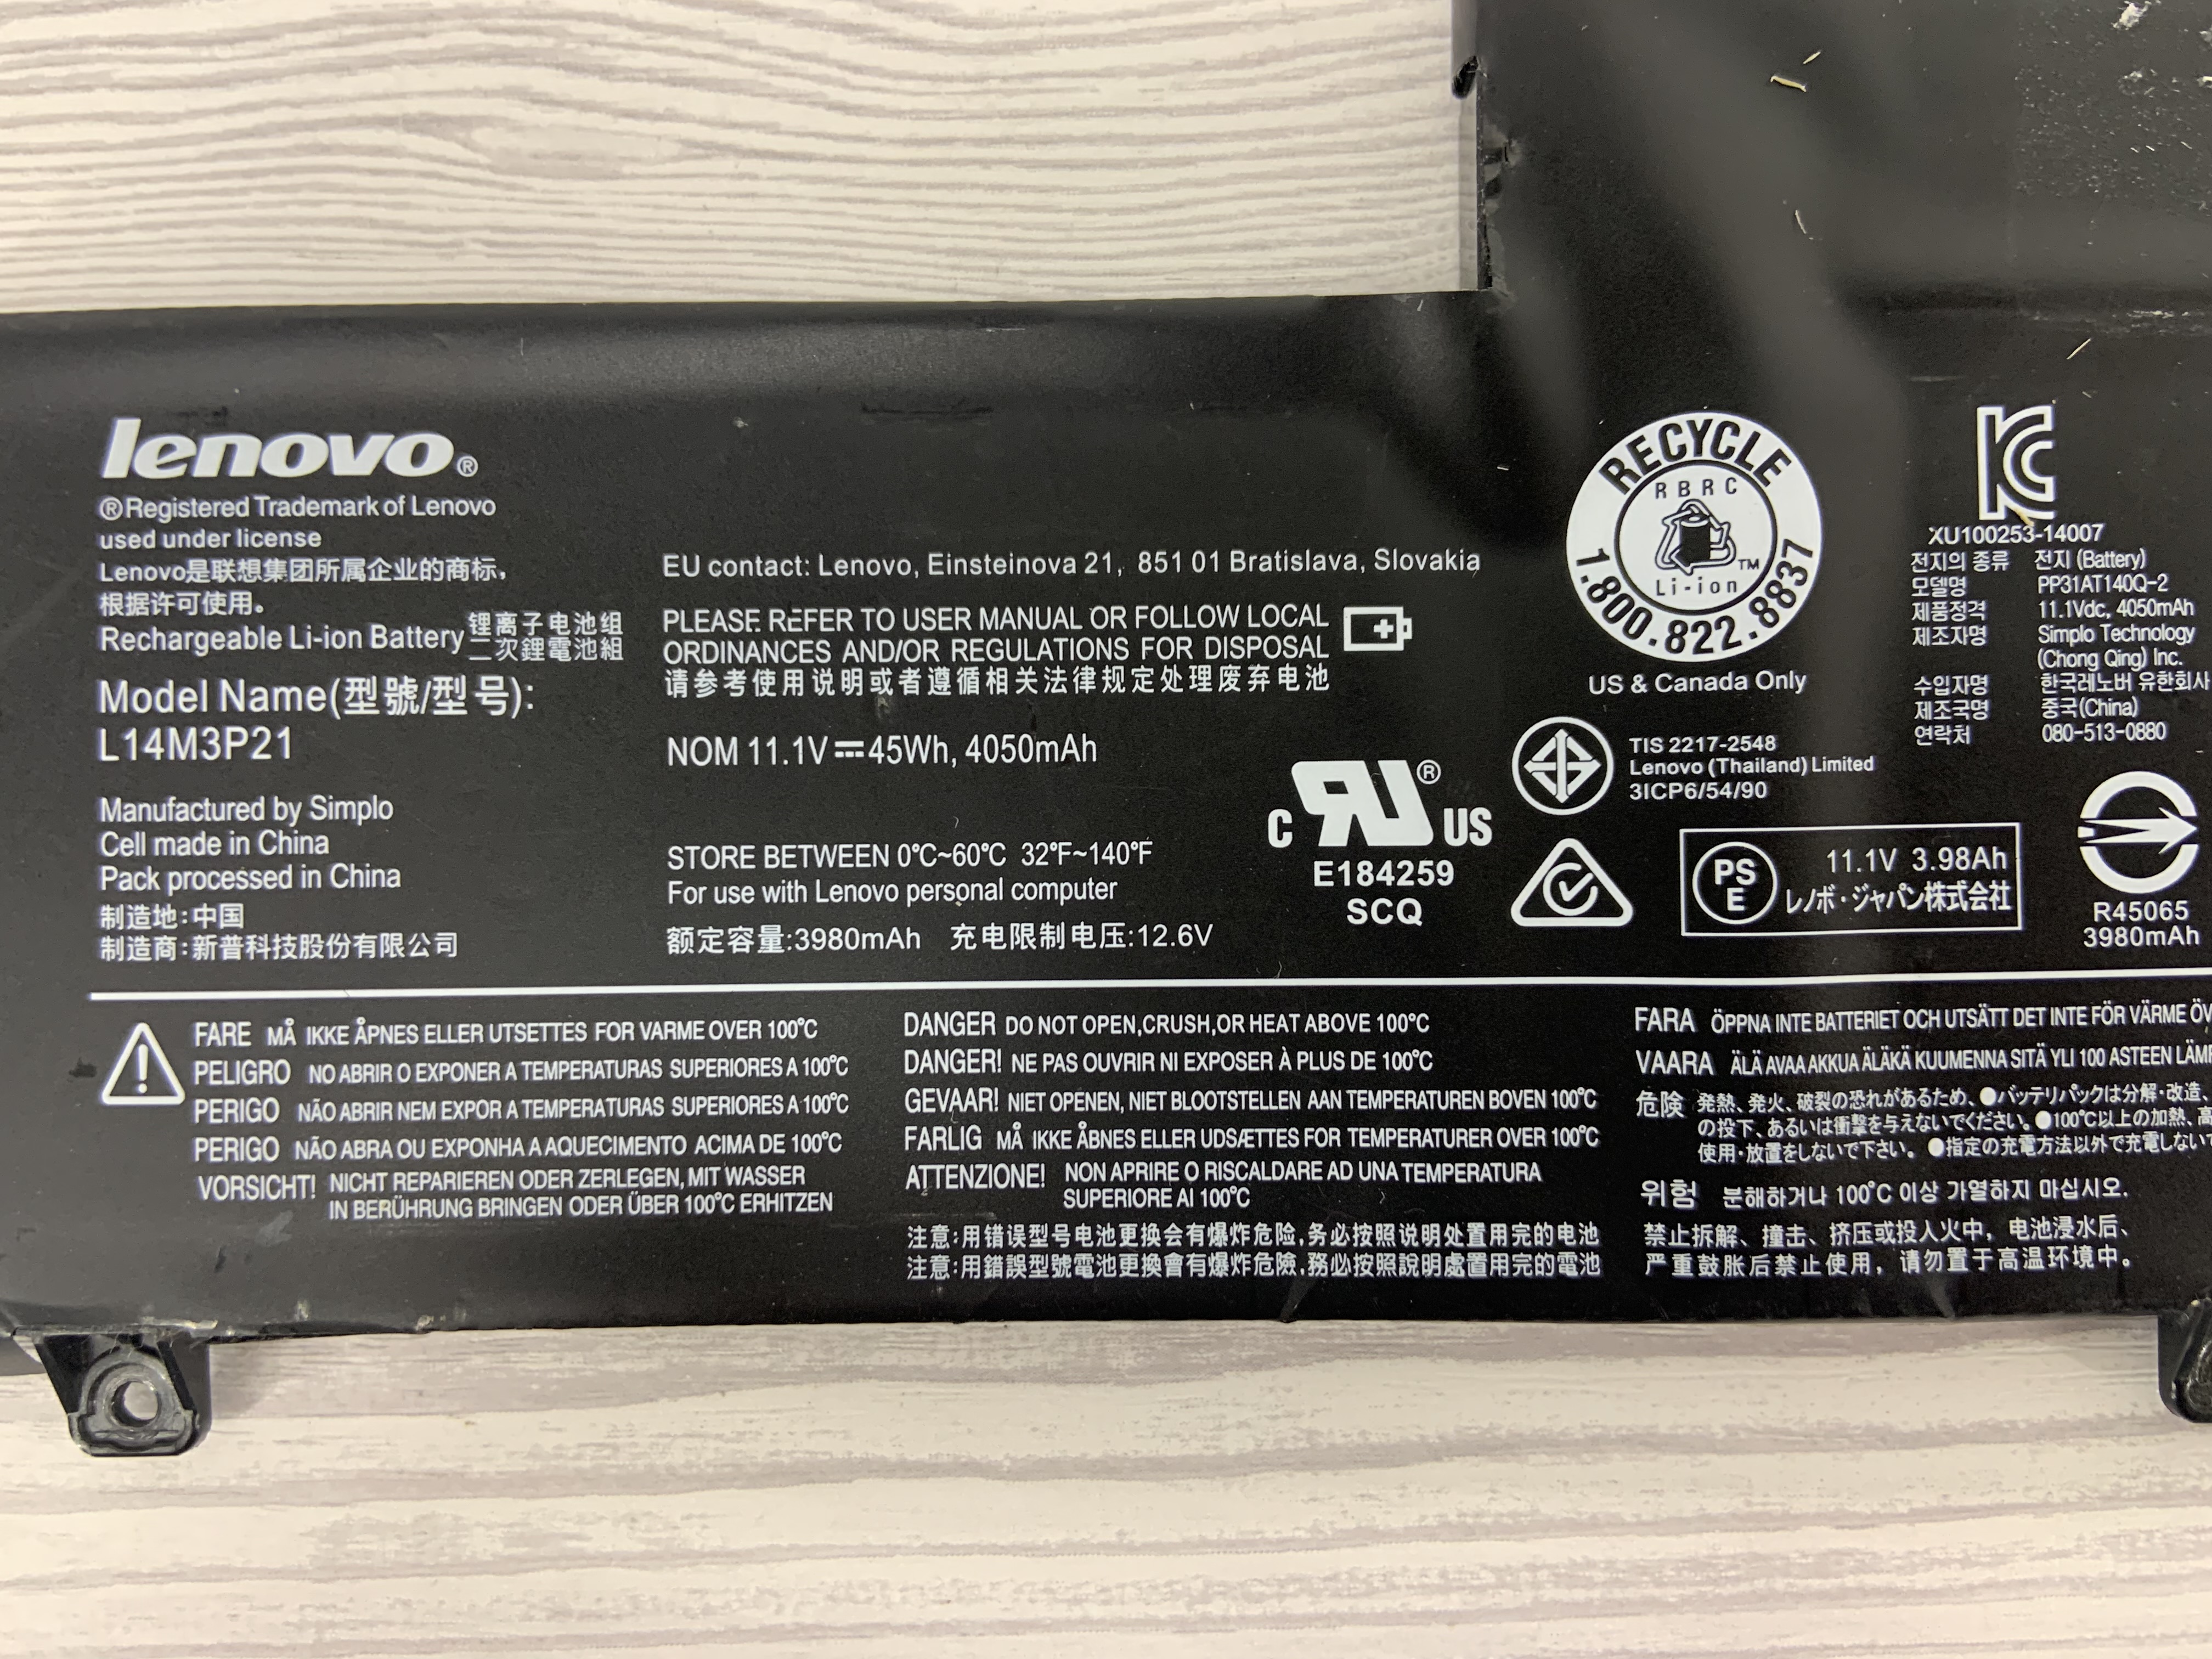 lenovo®
®Registered Trademark of Lenovo
used under license
Lenovo是联想集团所属企业的商标，
根据许可使用。
Rechargeable Li-ion Battery 锂离子电池组
二次鋰電池組
Model Name(型號/型号):
L14M3P21
Manufactured by Simplo
Cell made in China
Pack processed in China
制造地:中国
制造商:新普科技股份有限公司
EU contact: Lenovo, Einsteinova 21, 851 01 Bratislava, Slovakia
PLEASE REFER TO USER MANUAL OR FOLLOW LOCAL
ORDINANCES AND/OR REGULATIONS FOR DISPOSAL
请参考使用说明或者遵循相关法律规定处理废弃电池
NOM 11.1V⎓45Wh, 4050mAh
STORE BETWEEN 0℃~60℃ 32℉~140℉
For use with Lenovo personal computer
额定容量:3980mAh 充电限制电压:12.6V
C RU® US
E184259
SCQ
RECYCLE
RBRC
TM
Li-ion
1.800.822.8837
US & Canada Only
TIS 2217-2548
Lenovo (Thailand) Limited
3ICP6/54/90
PS
E
11.1V 3.98Ah
レノボ・ジャパン株式会社
KC
XU100253-14007
전지의 종류 전지 (Battery)
모델명 PP31AT140Q-2
제품정격 11.1Vdc, 4050mAh
제조자명 Simplo Technology
(Chong Qing) Inc.
수입자명 한국레노버 유한회사
제조국명 중국(China)
연락처 080-513-0880
R45065
3980mAh
FARE MÅ IKKE ÅPNES ELLER UTSETTES FOR VARME OVER 100℃
PELIGRO NO ABRIR O EXPONER A TEMPERATURAS SUPERIORES A 100℃
PERIGO NÃO ABRIR NEM EXPOR A TEMPERATURAS SUPERIORES A 100℃
PERIGO NÃO ABRA OU EXPONHA A AQUECIMENTO ACIMA DE 100℃
VORSICHT! NICHT REPARIEREN ODER ZERLEGEN, MIT WASSER
IN BERÜHRUNG BRINGEN ODER ÜBER 100℃ ERHITZEN
DANGER DO NOT OPEN,CRUSH,OR HEAT ABOVE 100℃
DANGER! NE PAS OUVRIR NI EXPOSER À PLUS DE 100℃
GEVAAR! NIET OPENEN, NIET BLOOTSTELLEN AAN TEMPERATUREN BOVEN 100℃
FARLIG MÅ IKKE ÅBNES ELLER UDSÆTTES FOR TEMPERATURER OVER 100℃
ATTENZIONE! NON APRIRE O RISCALDARE AD UNA TEMPERATURA
SUPERIORE AI 100℃
注意:用错误型号电池更换会有爆炸危险,务必按照说明处置用完的电池
注意:用錯誤型號電池更換會有爆炸危險,務必按照說明處置用完的電池
FARA ÖPPNA INTE BATTERIET OCH UTSÄTT DET INTE FÖR VÄRME ÖV
VAARA ÄLÄ AVAA AKKUA ÄLÄKÄ KUUMENNA SITÄ YLI 100 ASTEEN LÄM
危険 発熱、発火、破裂の恐れがあるため、●バッテリパックは分解・改造、
の投下、あるいは衝撃を与えないでください。●100℃以上の加熱、高
使用・放置をしないで下さい。 ●指定の充電方法以外で充電しない
위험 분해하거나 100℃ 이상 가열하지 마십시오.
禁止拆解、撞击、挤压或投入火中，电池浸水后、
严重鼓胀后禁止使用，请勿置于高温环境中。